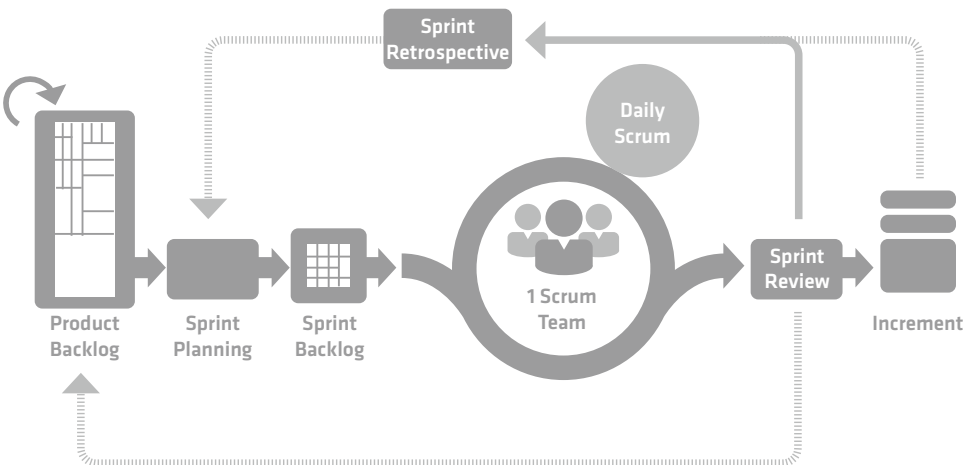 Sprint
Retrospective
Daily
Scrum
Sprint
Review
1 Scrum
Team
Product
Backlog
Sprint
Planning
Sprint
Backlog
Increment